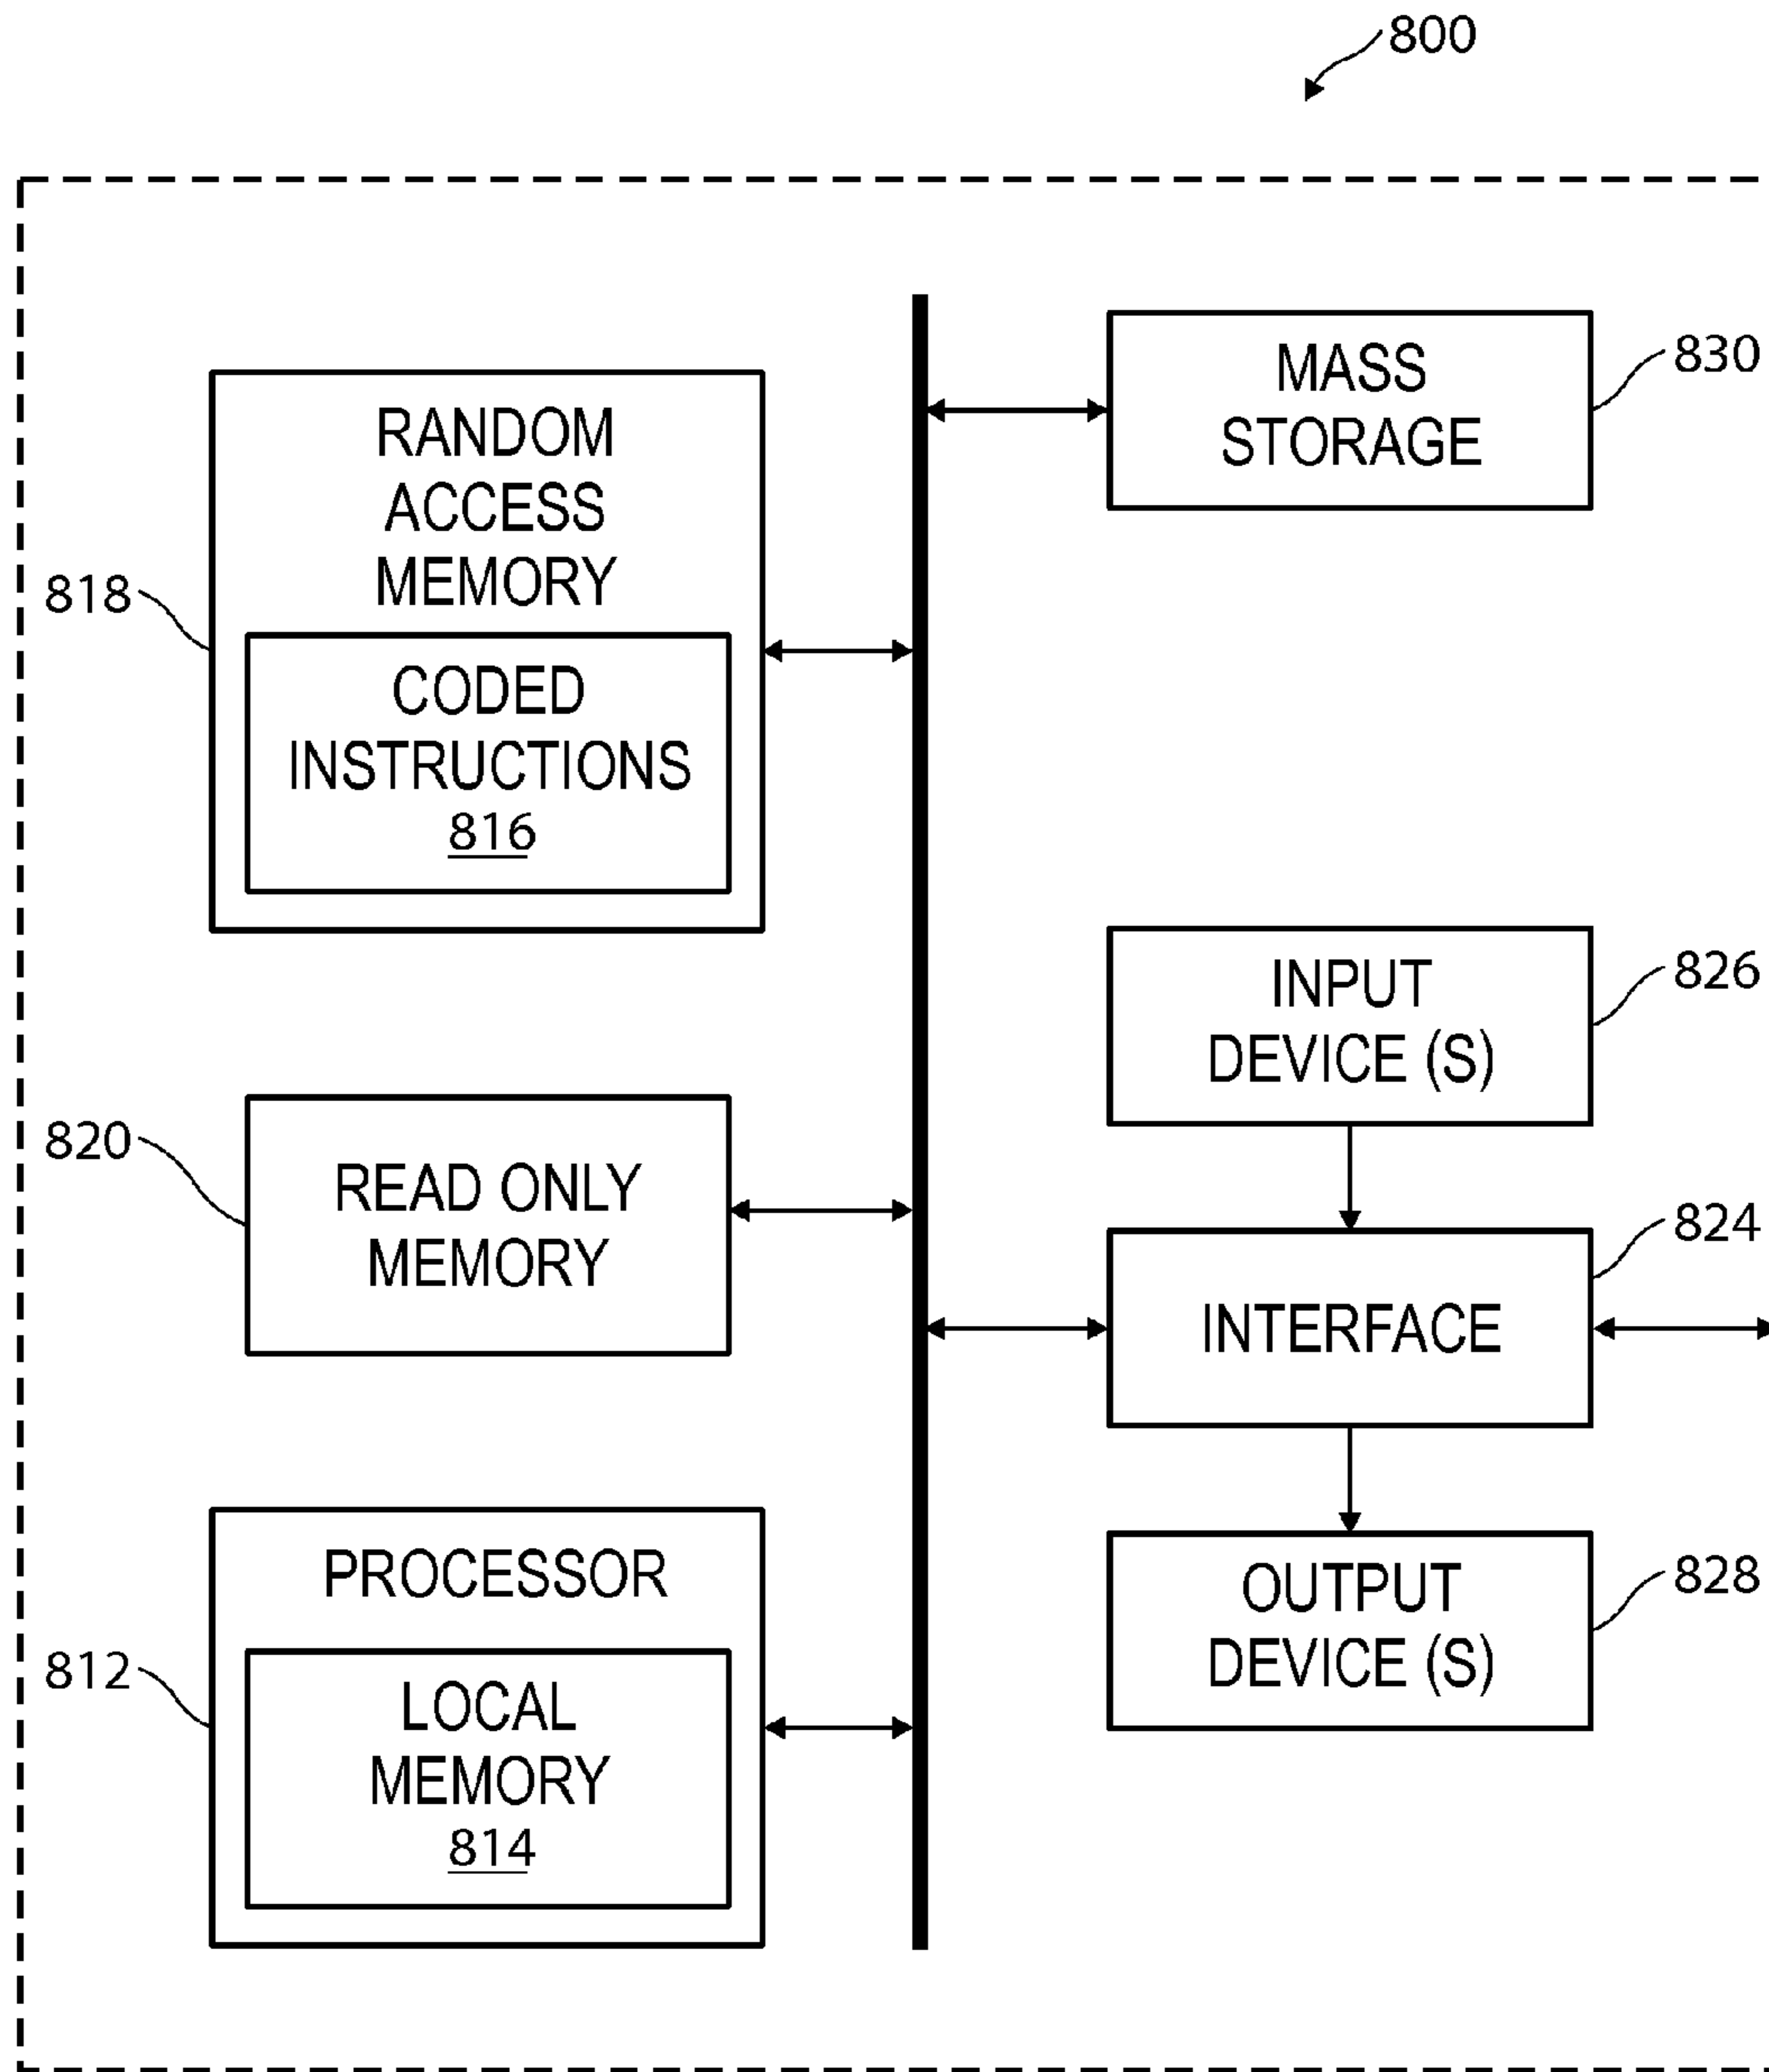 800
RANDOM
ACCESS
MEMORY
818
CODED
INSTRUCTIONS
816
MASS
STORAGE
830
820
READ ONLY
MEMORY
INPUT
DEVICE (S)
826
INTERFACE
824
PROCESSOR
812
LOCAL
MEMORY
814
OUTPUT
DEVICE (S)
828